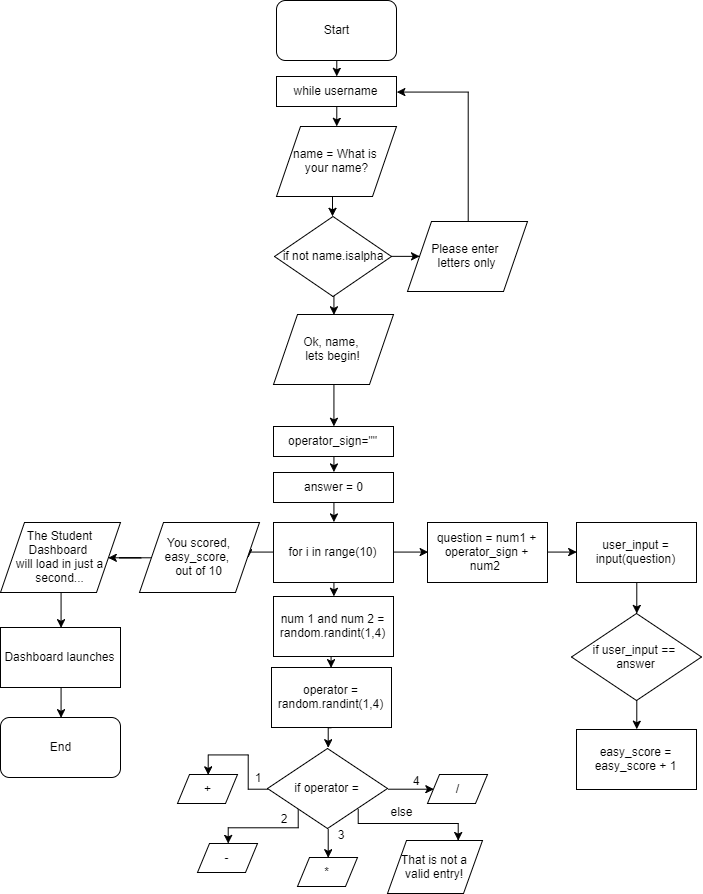 Start
while username
name = What is
your name?
if not name.isalpha
Please enter
letters only
Ok, name,
lets begin!
operator_sign=""
answer = 0
The Student
Dashboard
will load in just a
second...
You scored,
easy_score,
out of 10
for i in range(10)
question = num1 +
operator_sign +
num2
user_input =
input(question)
num 1 and num 2 =
random.randint(1,4)
if user_input ==
answer
Dashboard launches
operator =
random.randint(1,4)
End
easy_score =
easy_score + 1
if operator =
1
+
4
/
2
-
3
*
else
That is not a
valid entry!